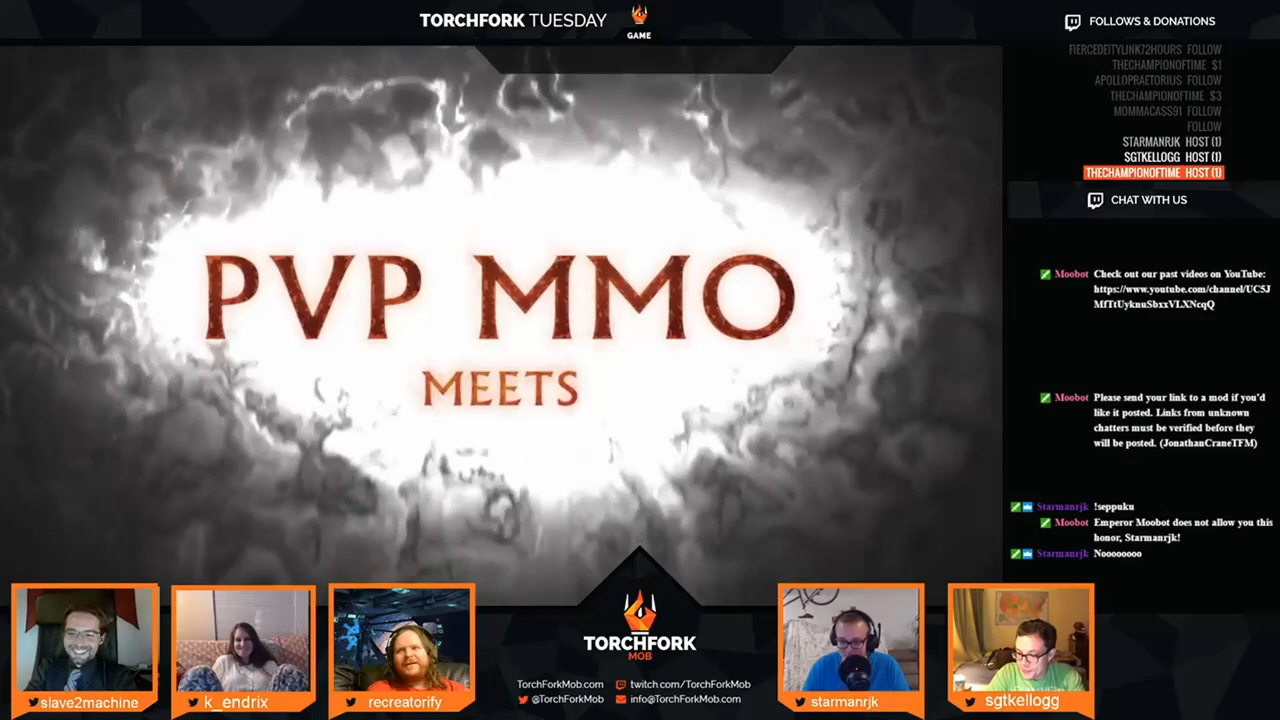 TORCHFORK TUESDAY
GAME
FOLLOWS & DONATIONS
FIERCEDEITYLINK72HOURS FOLLOW
THECHAMPIONOFTIME $1
APOLLOPRAETORIUS FOLLOW
THECHAMPIONOFTIME $3
MOMMACASS91 FOLLOW
FOLLOW
STARMANRJK HOST (1)
SGTKELLOGG HOST (1)
THECHAMPIONOFTIME HOST (1)
CHAT WITH US
PVP MMO
MEETS
Moobot Check out our past videos on YouTube:
https://www.youtube.com/channel/UC5J
MfTtUyknuSbxxVLXNcqQ
Moobot Please send your link to a mod if you'd
like it posted. Links from unknown
chatters must be verified before they
will be posted. (JonathanCraneTFM)
Starmanrjk !seppuku
Moobot Emperor Moobot does not allow you this
honor, Starmanrjk!
Starmanrjk Noooooooo
TORCHFORK
MOB
TorchForkMob.com twitch.com/TorchForkMob
@TorchForkMob info@TorchForkMob.com
slave2machine
k_endrix
recreatorify
starmanrjk
sgtkellogg